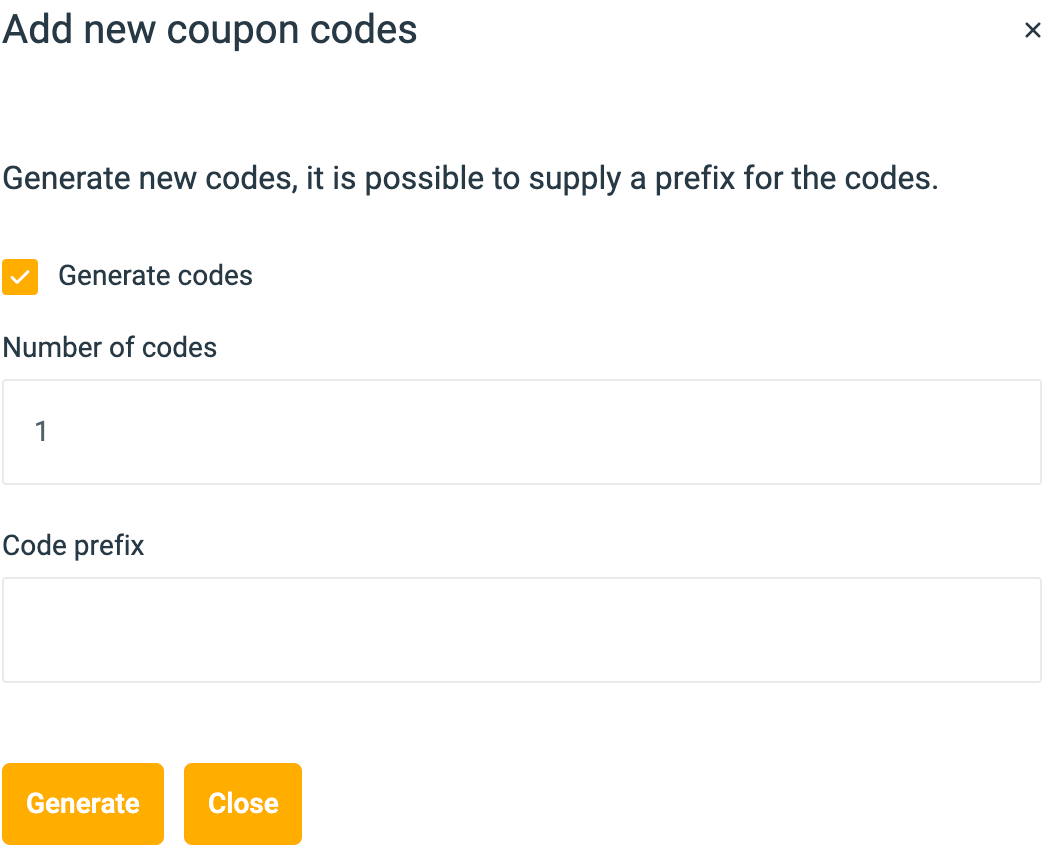 Add new coupon codes
Generate new codes, it is possible to supply a prefix for the codes.
Generate codes
Number of codes
1
Code prefix
Generate Close